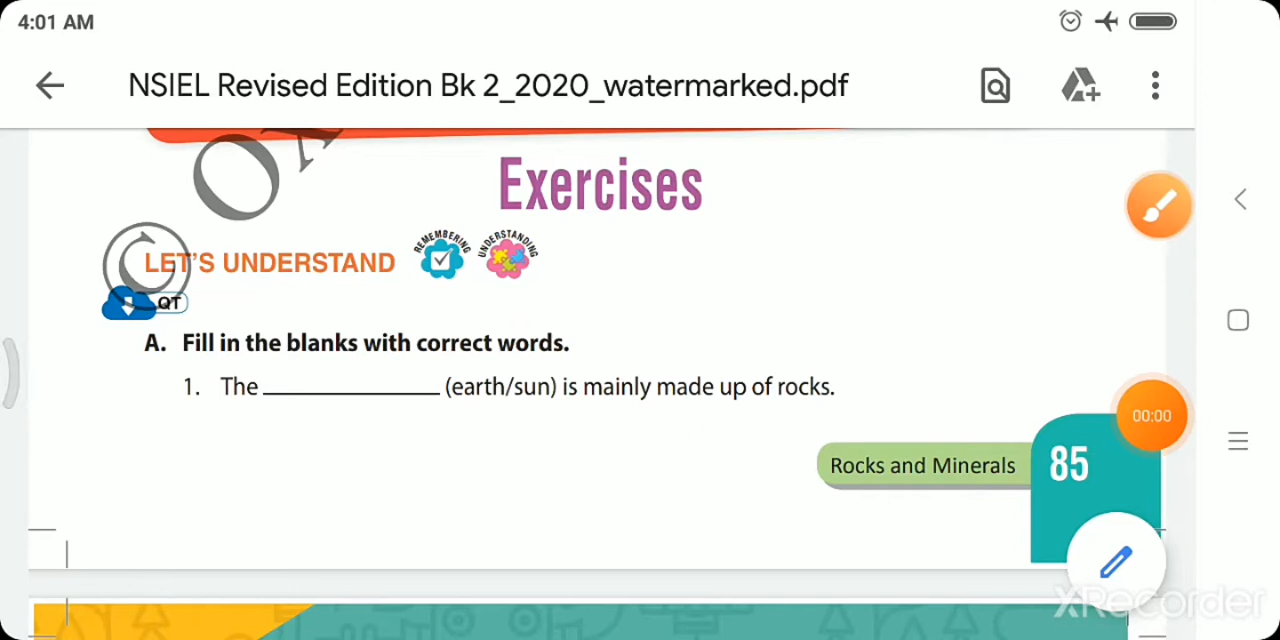 4:01 AM
NSIEL Revised Edition Bk 2_2020_watermarked.pdf
Ox
Exercises
REMEMBERING
UNDERSTANDING
C
LET'S UNDERSTAND
QT
A. Fill in the blanks with correct words.
1. The ______________ (earth/sun) is mainly made up of rocks.
00:00
Rocks and Minerals
85
XRecorder